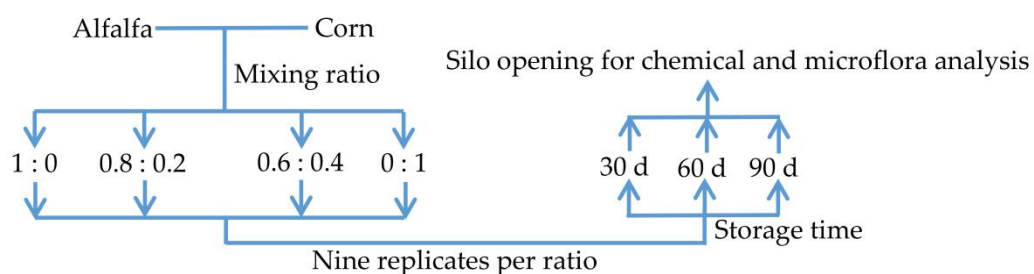 Alfalfa
Corn
Mixing ratio
1 : 0
0.8 : 0.2
0.6 : 0.4
0 : 1
Nine replicates per ratio
Silo opening for chemical and microflora analysis
30 d
60 d
90 d
Storage time